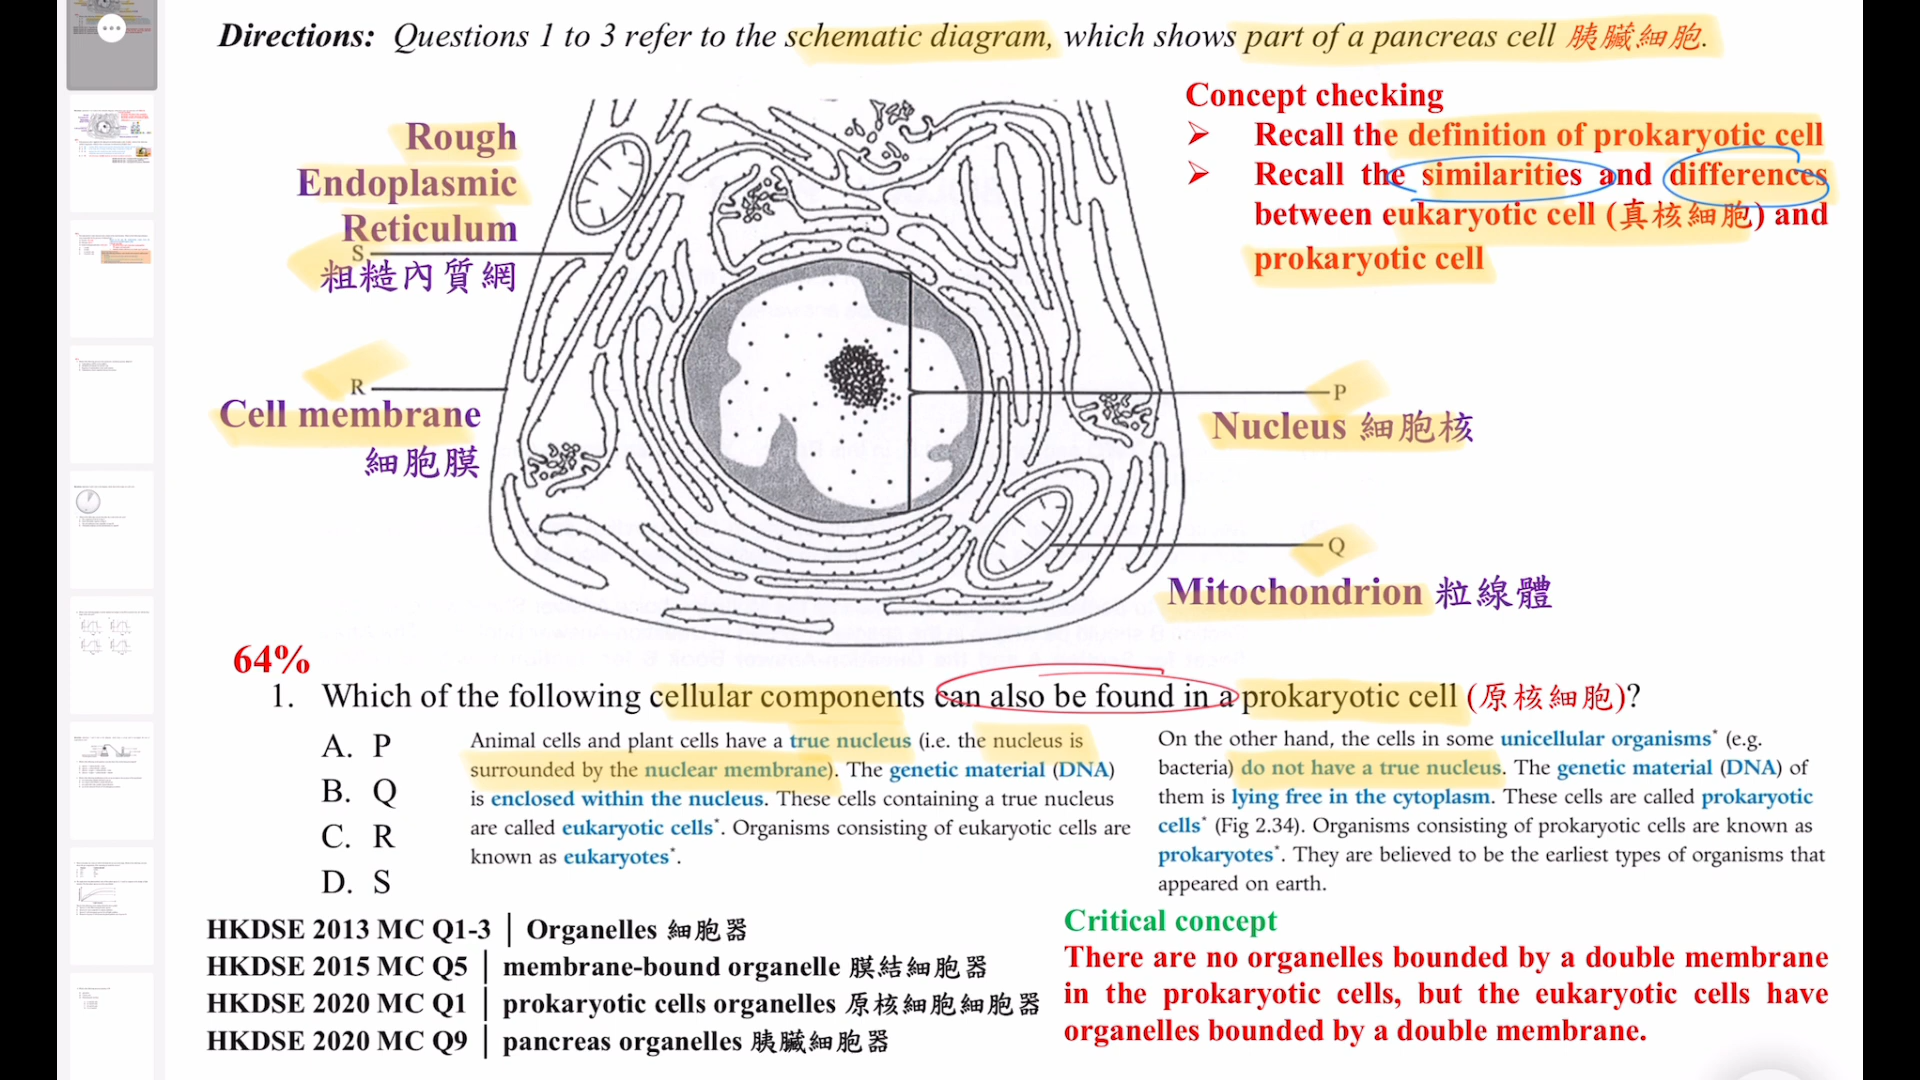 Directions: Questions 1 to 3 refer to the schematic diagram, which shows part of a pancreas cell 胰臟細胞.
Concept checking
➢ Recall the definition of prokaryotic cell
➢ Recall the similarities and differences
between eukaryotic cell (真核細胞) and
prokaryotic cell
Rough
Endoplasmic
Reticulum
S
粗糙內質網
R
Cell membrane
細胞膜
P
Nucleus 細胞核
Q
Mitochondrion 粒線體
64%
1. Which of the following cellular components can also be found in a prokaryotic cell (原核細胞)?
A. P
B. Q
C. R
D. S
Animal cells and plant cells have a true nucleus (i.e. the nucleus is
surrounded by the nuclear membrane). The genetic material (DNA)
is enclosed within the nucleus. These cells containing a true nucleus
are called eukaryotic cells*. Organisms consisting of eukaryotic cells are
known as eukaryotes*.
On the other hand, the cells in some unicellular organisms* (e.g.
bacteria) do not have a true nucleus. The genetic material (DNA) of
them is lying free in the cytoplasm. These cells are called prokaryotic
cells* (Fig 2.34). Organisms consisting of prokaryotic cells are known as
prokaryotes*. They are believed to be the earliest types of organisms that
appeared on earth.
HKDSE 2013 MC Q1-3 | Organelles 細胞器
HKDSE 2015 MC Q5 | membrane-bound organelle 膜結細胞器
HKDSE 2020 MC Q1 | prokaryotic cells organelles 原核細胞細胞器
HKDSE 2020 MC Q9 | pancreas organelles 胰臟細胞器
Critical concept
There are no organelles bounded by a double membrane
in the prokaryotic cells, but the eukaryotic cells have
organelles bounded by a double membrane.